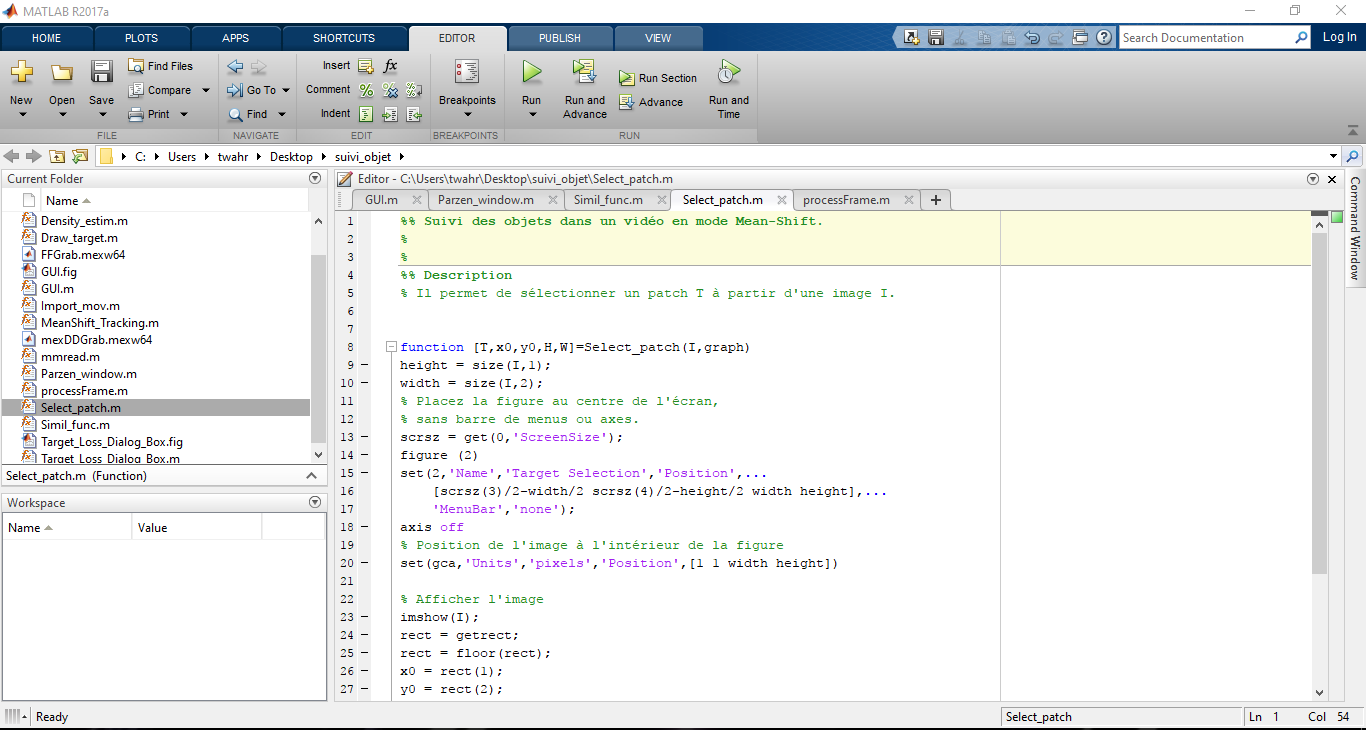 MATLAB R2017a
HOME PLOTS APPS SHORTCUTS EDITOR PUBLISH VIEW Search Documentation Log In
New Open Save Find Files Compare Print Go To Find Insert fx Comment Indent Breakpoints Run Run and Advance Run Section Advance Run and Time
FILE NAVIGATE EDIT BREAKPOINTS RUN
C: Users twahr Desktop suivi_objet
Current Folder
Name
Density_estim.m
Draw_target.m
FFGrab.mexw64
GUI.fig
GUI.m
Import_mov.m
MeanShift_Tracking.m
mexDDGrab.mexw64
mmread.m
Parzen_window.m
processFrame.m
Select_patch.m
Simil_func.m
Target_Loss_Dialog_Box.fig
Target_Loss_Dialog_Box.m
Select_patch.m (Function)
Workspace
Name Value
Editor - C:\Users\twahr\Desktop\suivi_objet\Select_patch.m
GUI.m Parzen_window.m Simil_func.m Select_patch.m processFrame.m
1 %% Suivi des objets dans un vidéo en mode Mean-Shift.
2 %
3 %
4 %% Description
5 % Il permet de sélectionner un patch T à partir d'une image I.
6
7
8 function [T,x0,y0,H,W]=Select_patch(I,graph)
9 height = size(I,1);
10 width = size(I,2);
11 % Placez la figure au centre de l'écran,
12 % sans barre de menus ou axes.
13 scrsz = get(0,'ScreenSize');
14 figure (2)
15 set(2,'Name','Target Selection','Position',...
16 [scrsz(3)/2-width/2 scrsz(4)/2-height/2 width height],...
17 'MenuBar','none');
18 axis off
19 % Position de l'image à l'intérieur de la figure
20 set(gca,'Units','pixels','Position',[1 1 width height])
21
22 % Afficher l'image
23 imshow(I);
24 rect = getrect;
25 rect = floor(rect);
26 x0 = rect(1);
27 y0 = rect(2);
Command Window
Ready
Select_patch
Ln 1 Col 54